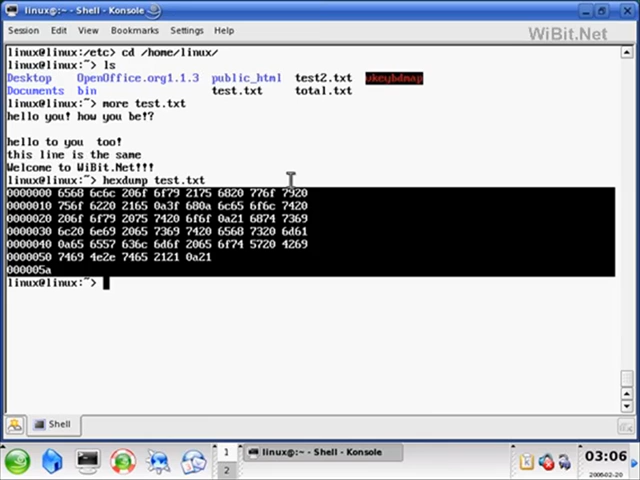 linux@:~ - Shell - Konsole
Session Edit View Bookmarks Settings Help
WiBit.Net
linux@linux:/etc> cd /home/linux/
linux@linux:~> ls
Desktop OpenOffice.org1.1.3 public_html test2.txt vkeybdmap
Documents bin test.txt total.txt
linux@linux:~> more test.txt
hello you! how you be!?
hello to you too!
this line is the same
Welcome to WiBit.Net!!!
linux@linux:~> hexdump test.txt
0000000 6568 6c6c 206f 6f79 2175 6820 776f 7920
0000010 756f 6220 2165 0a3f 680a 6c65 6f6c 7420
0000020 206f 6f79 2075 7420 6f6f 0a21 6874 7369
0000030 6c20 6e69 2065 7369 7420 6568 7320 6d61
0000040 0a65 6557 636c 6d6f 2065 6f74 5720 4269
0000050 7469 4e2e 7465 2121 0a21
000005a
linux@linux:~>
Shell
1
2
linux@:~ - Shell - Konsole
03:06